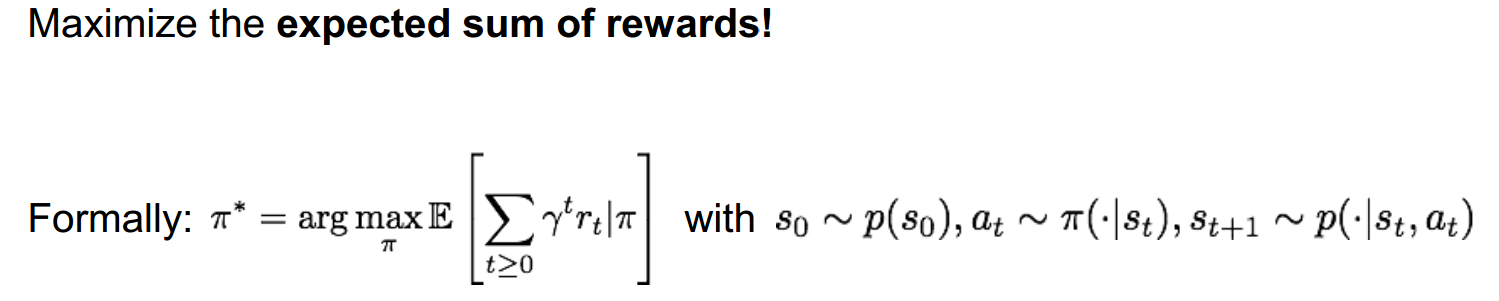 Maximize the expected sum of rewards!
Formally: π* = arg max_π 𝔼 [∑_{t≥0} γ^t r_t|π] with s_0 ∼ p(s_0), a_t ∼ π(·|s_t), s_{t+1} ∼ p(·|s_t, a_t)